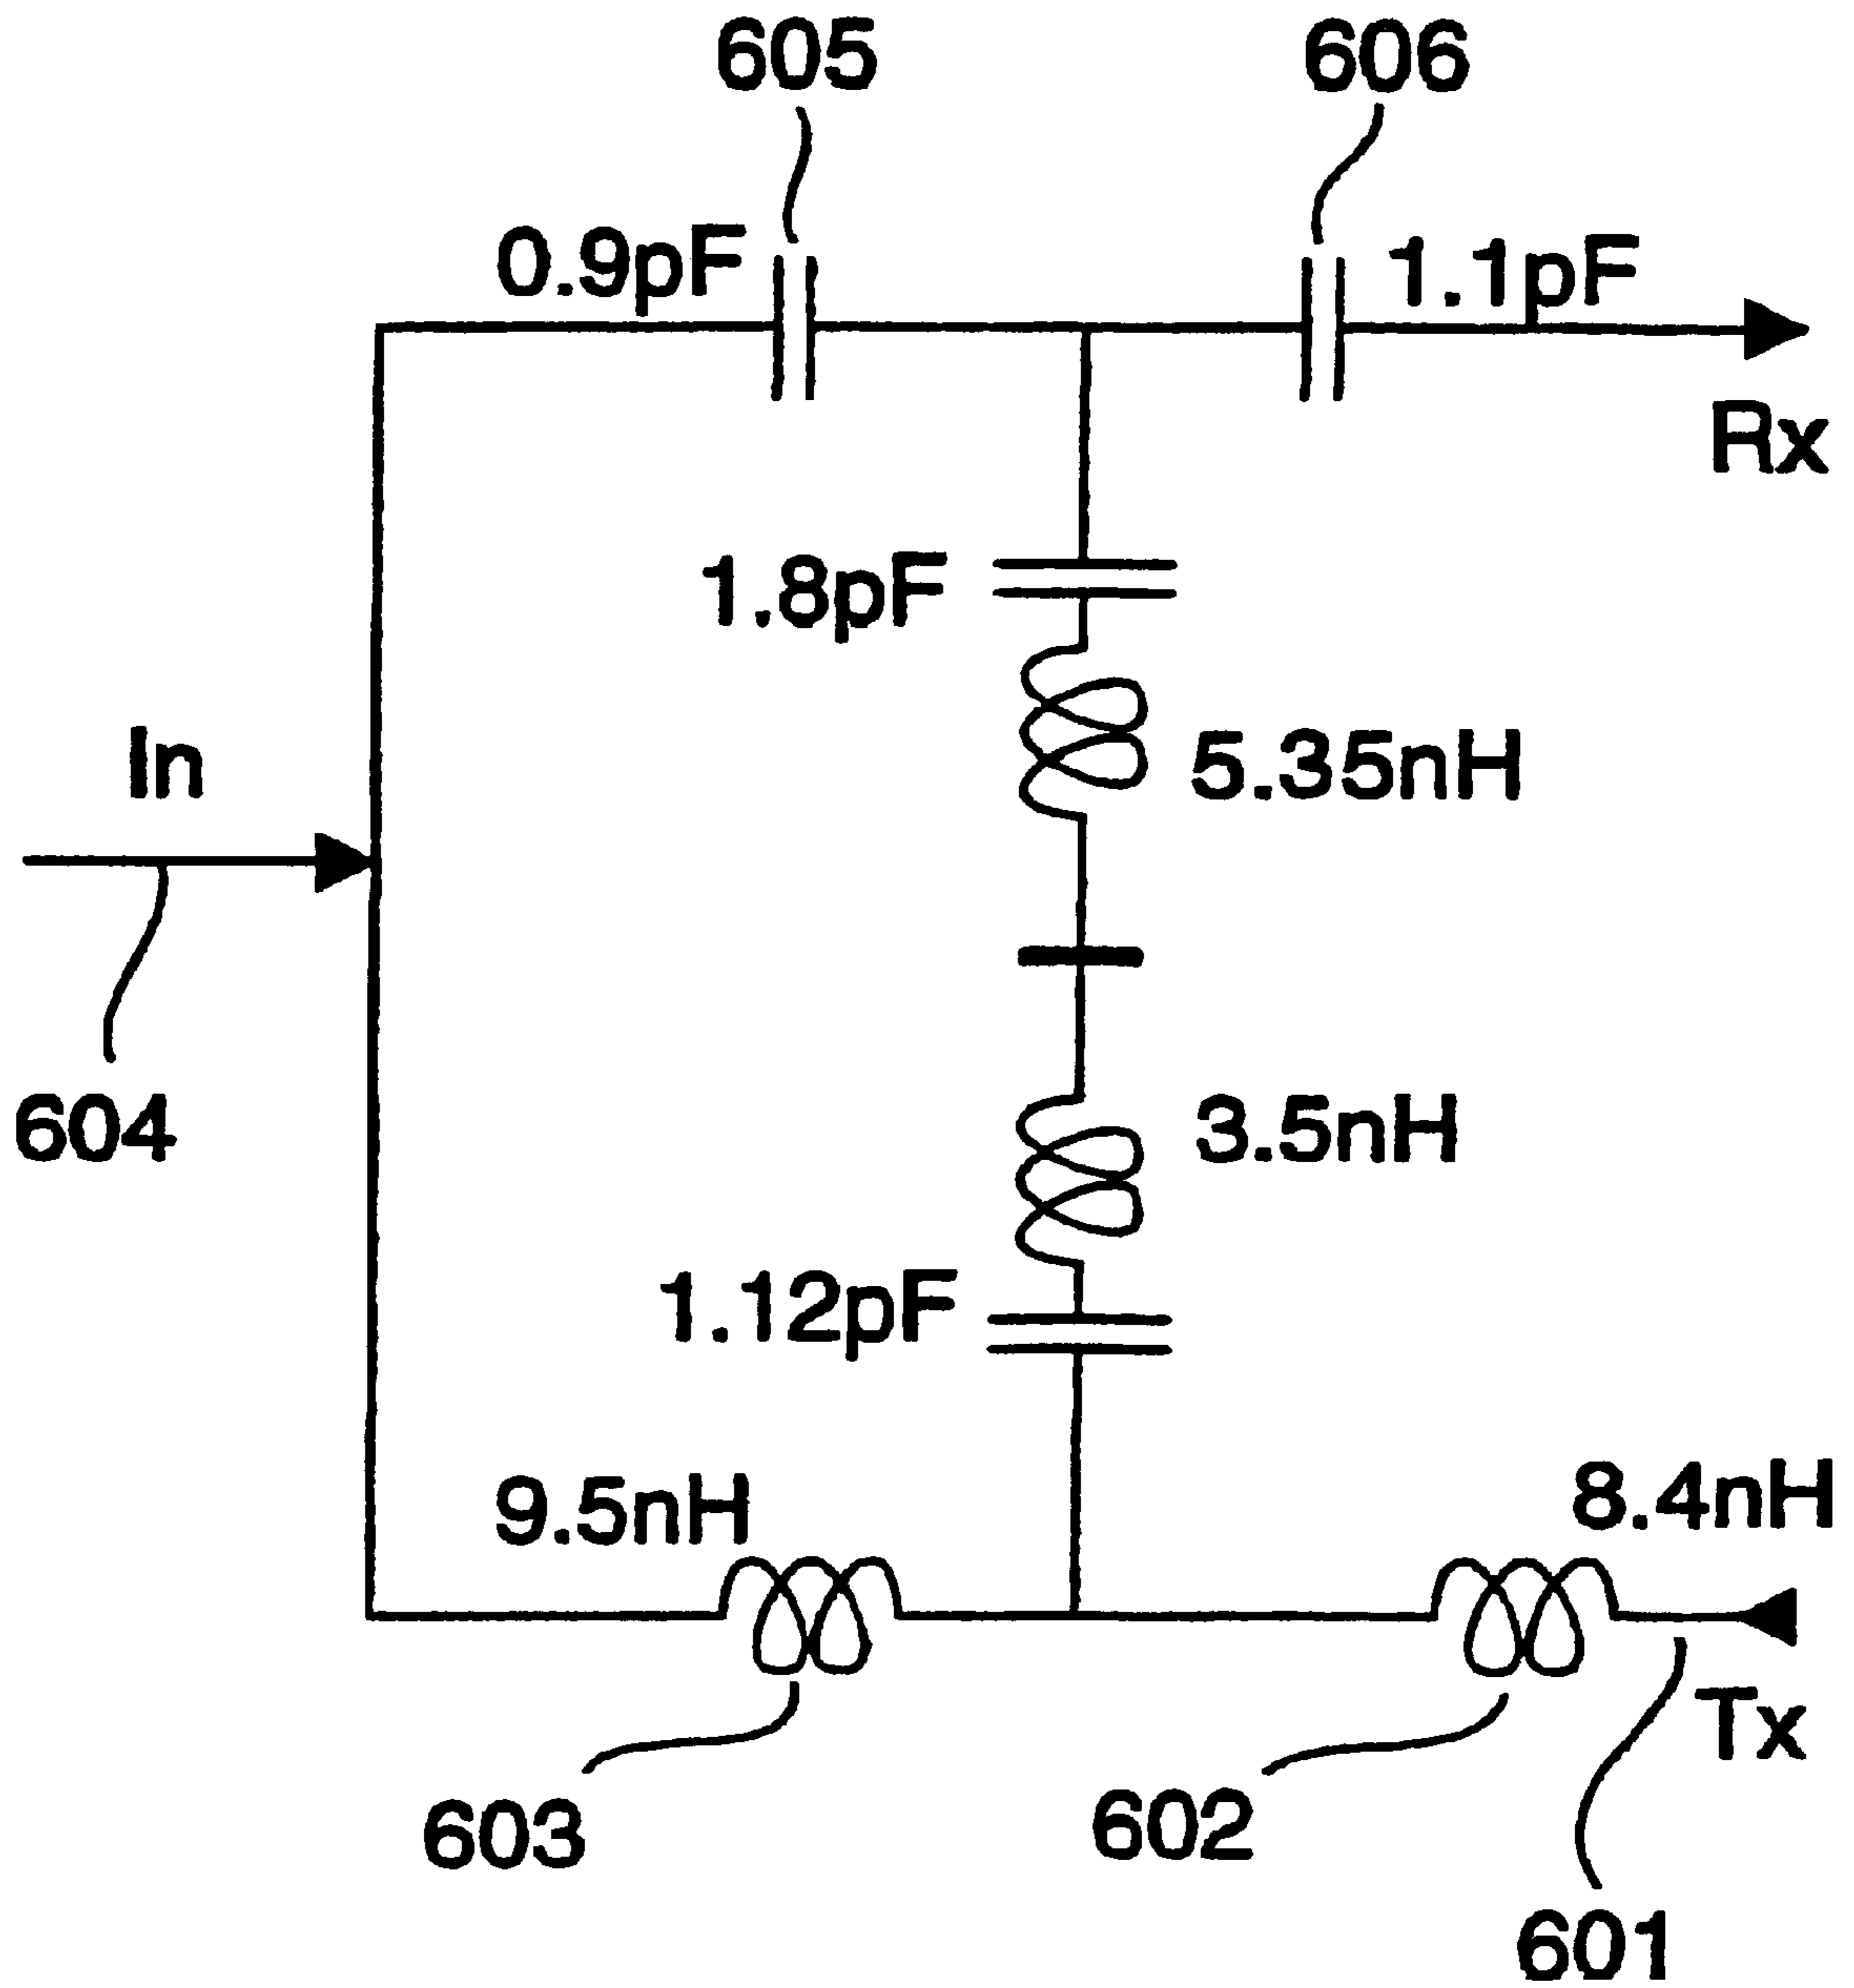 605
606
0.9pF
1.1pF
Rx
1.8pF
In
5.35nH
604
3.5nH
1.12pF
9.5nH
8.4nH
Tx
603
602
601